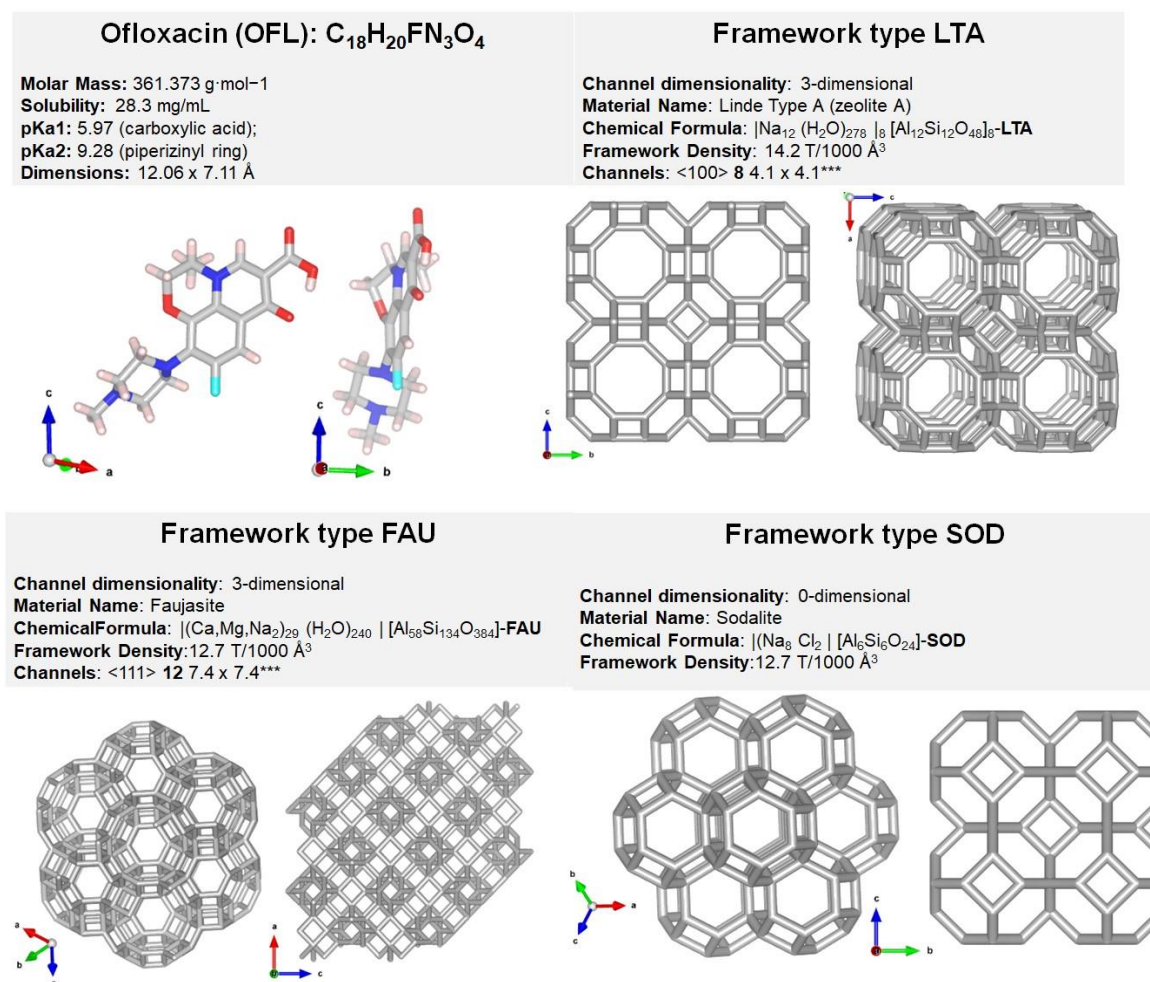 Ofloxacin (OFL): C₁₈H₂₀FN₃O₄
Molar Mass: 361.373 g·mol−1
Solubility: 28.3 mg/mL
pKa1: 5.97 (carboxylic acid);
pKa2: 9.28 (piperizinyl ring)
Dimensions: 12.06 x 7.11 Å
c
a
c
a
b
Framework type LTA
Channel dimensionality: 3-dimensional
Material Name: Linde Type A (zeolite A)
Chemical Formula: |Na₁₂ (H₂O)₂₇₈ |₈ [Al₁₂Si₁₂O₄₈]₈-LTA
Framework Density: 14.2 T/1000 Å³
Channels: <100> 8 4.1 x 4.1***
c
b
c
a
Framework type FAU
Channel dimensionality: 3-dimensional
Material Name: Faujasite
ChemicalFormula: |(Ca,Mg,Na₂)₂₉ (H₂O)₂₄₀ | [Al₅₈Si₁₃₄O₃₈₄]-FAU
Framework Density:12.7 T/1000 Å³
Channels: <111> 12 7.4 x 7.4***
a
b
c
a
c
Framework type SOD
Channel dimensionality: 0-dimensional
Material Name: Sodalite
Chemical Formula: |(Na₈ Cl₂ | [Al₆Si₆O₂₄]-SOD
Framework Density:12.7 T/1000 Å³
b
a
c
c
b